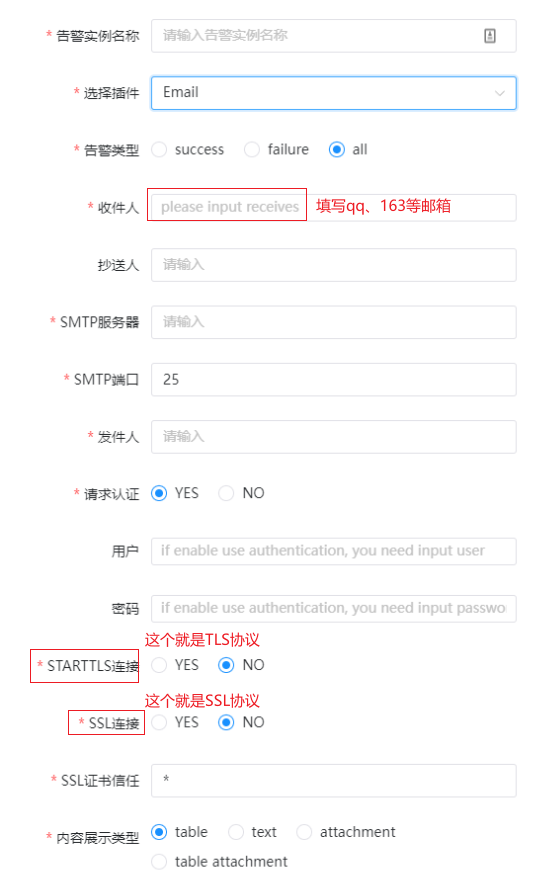 * 告警实例名称 请输入告警实例名称
* 选择插件 Email
* 告警类型 success failure all
* 收件人 please input receives 填写qq、163等邮箱
抄送人 请输入
* SMTP服务器 请输入
* SMTP端口 25
* 发件人 请输入
* 请求认证 YES NO
用户 if enable use authentication, you need input user
密码 if enable use authentication, you need input passwo
这个就是TLS协议
* STARTTLS连接 YES NO
这个就是SSL协议
* SSL连接 YES NO
* SSL证书信任 *
* 内容展示类型 table text attachment
table attachment